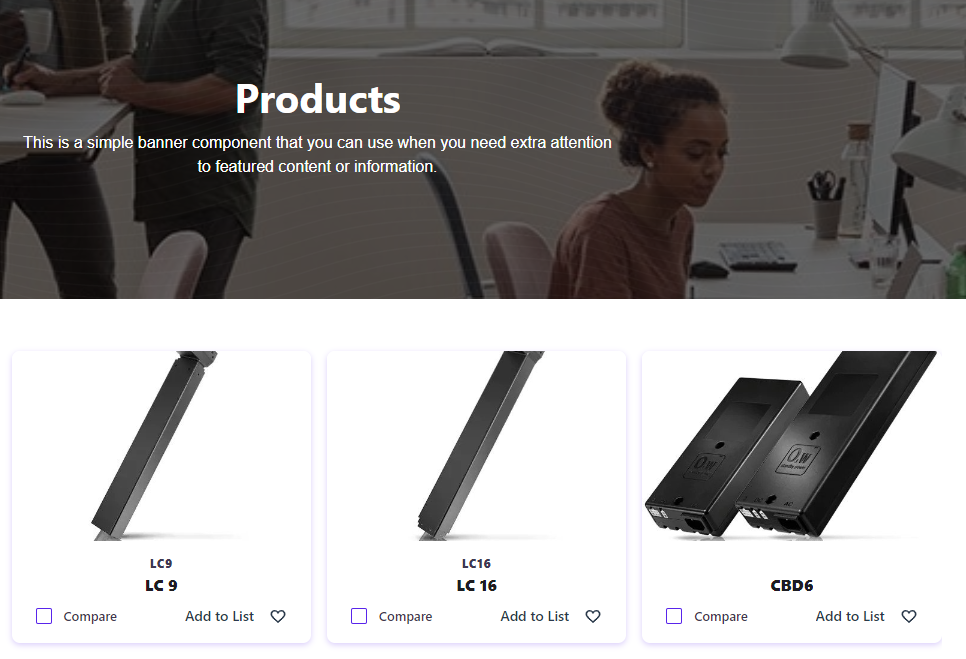 Products
This is a simple banner component that you can use when you need extra attention
to featured content or information.
LC9
LC 9
Compare
Add to List
LC16
LC 16
Compare
Add to List
0.w
CBD6
Compare
Add to List